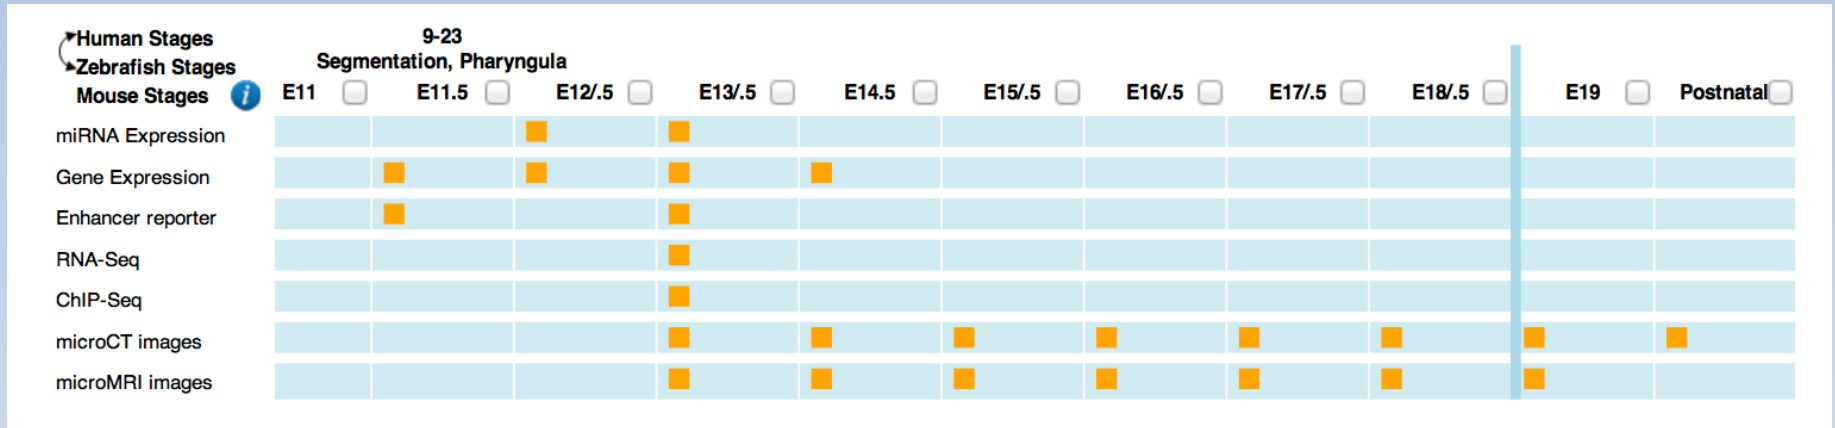 Human Stages 9-23
Zebrafish Stages Segmentation, Pharyngula
Mouse Stages i E11 E11.5 E12/.5 E13/.5 E14.5 E15/.5 E16/.5 E17/.5 E18/.5 E19 Postnatal
miRNA Expression
Gene Expression
Enhancer reporter
RNA-Seq
ChIP-Seq
microCT images
microMRI images